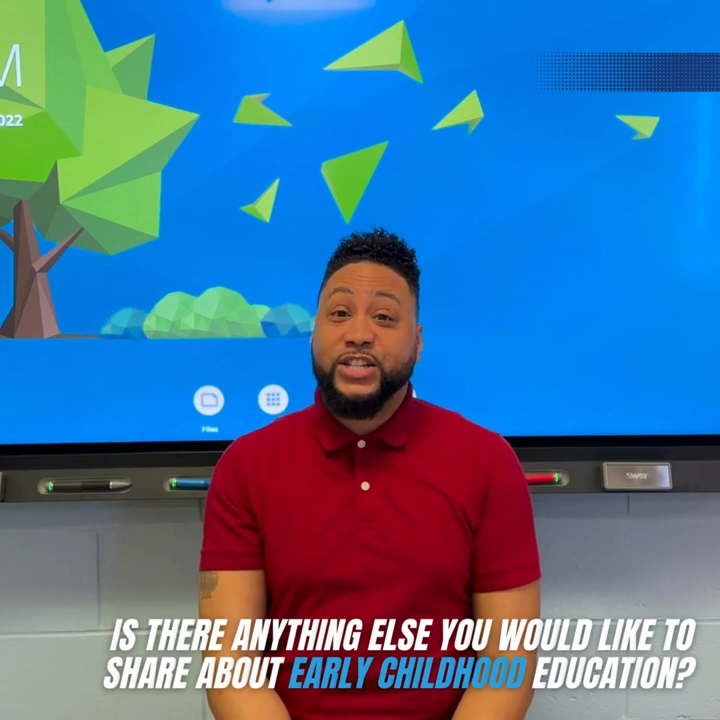 M
022
Files
IS THERE ANYTHING ELSE YOU WOULD LIKE TO
SHARE ABOUT EARLY CHILDHOOD EDUCATION?